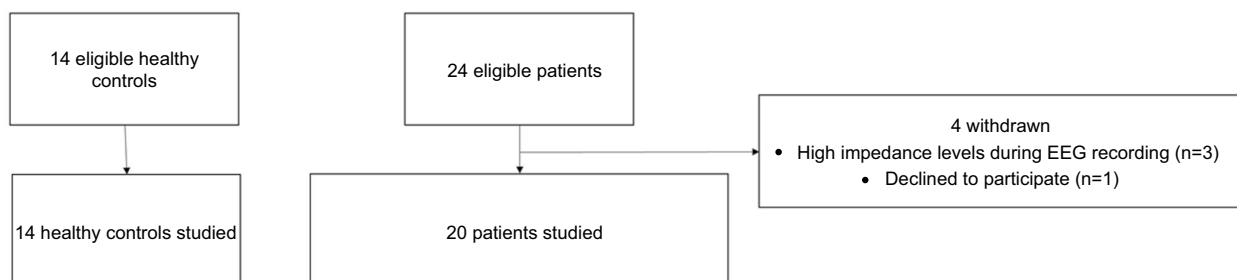 14 eligible healthy
controls
24 eligible patients
4 withdrawn
• High impedance levels during EEG recording (n=3)
• Declined to participate (n=1)
14 healthy controls studied
20 patients studied